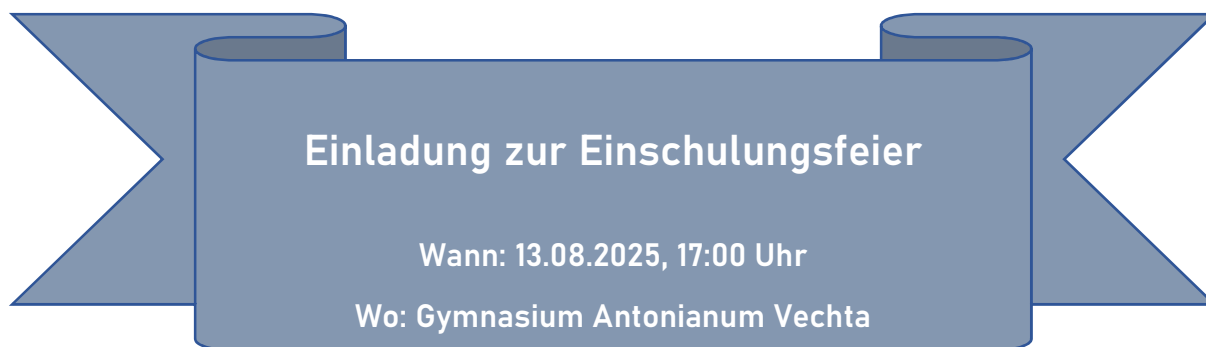 Einladung zur Einschulungsfeier
Wann: 13.08.2025, 17:00 Uhr
Wo: Gymnasium Antonianum Vechta